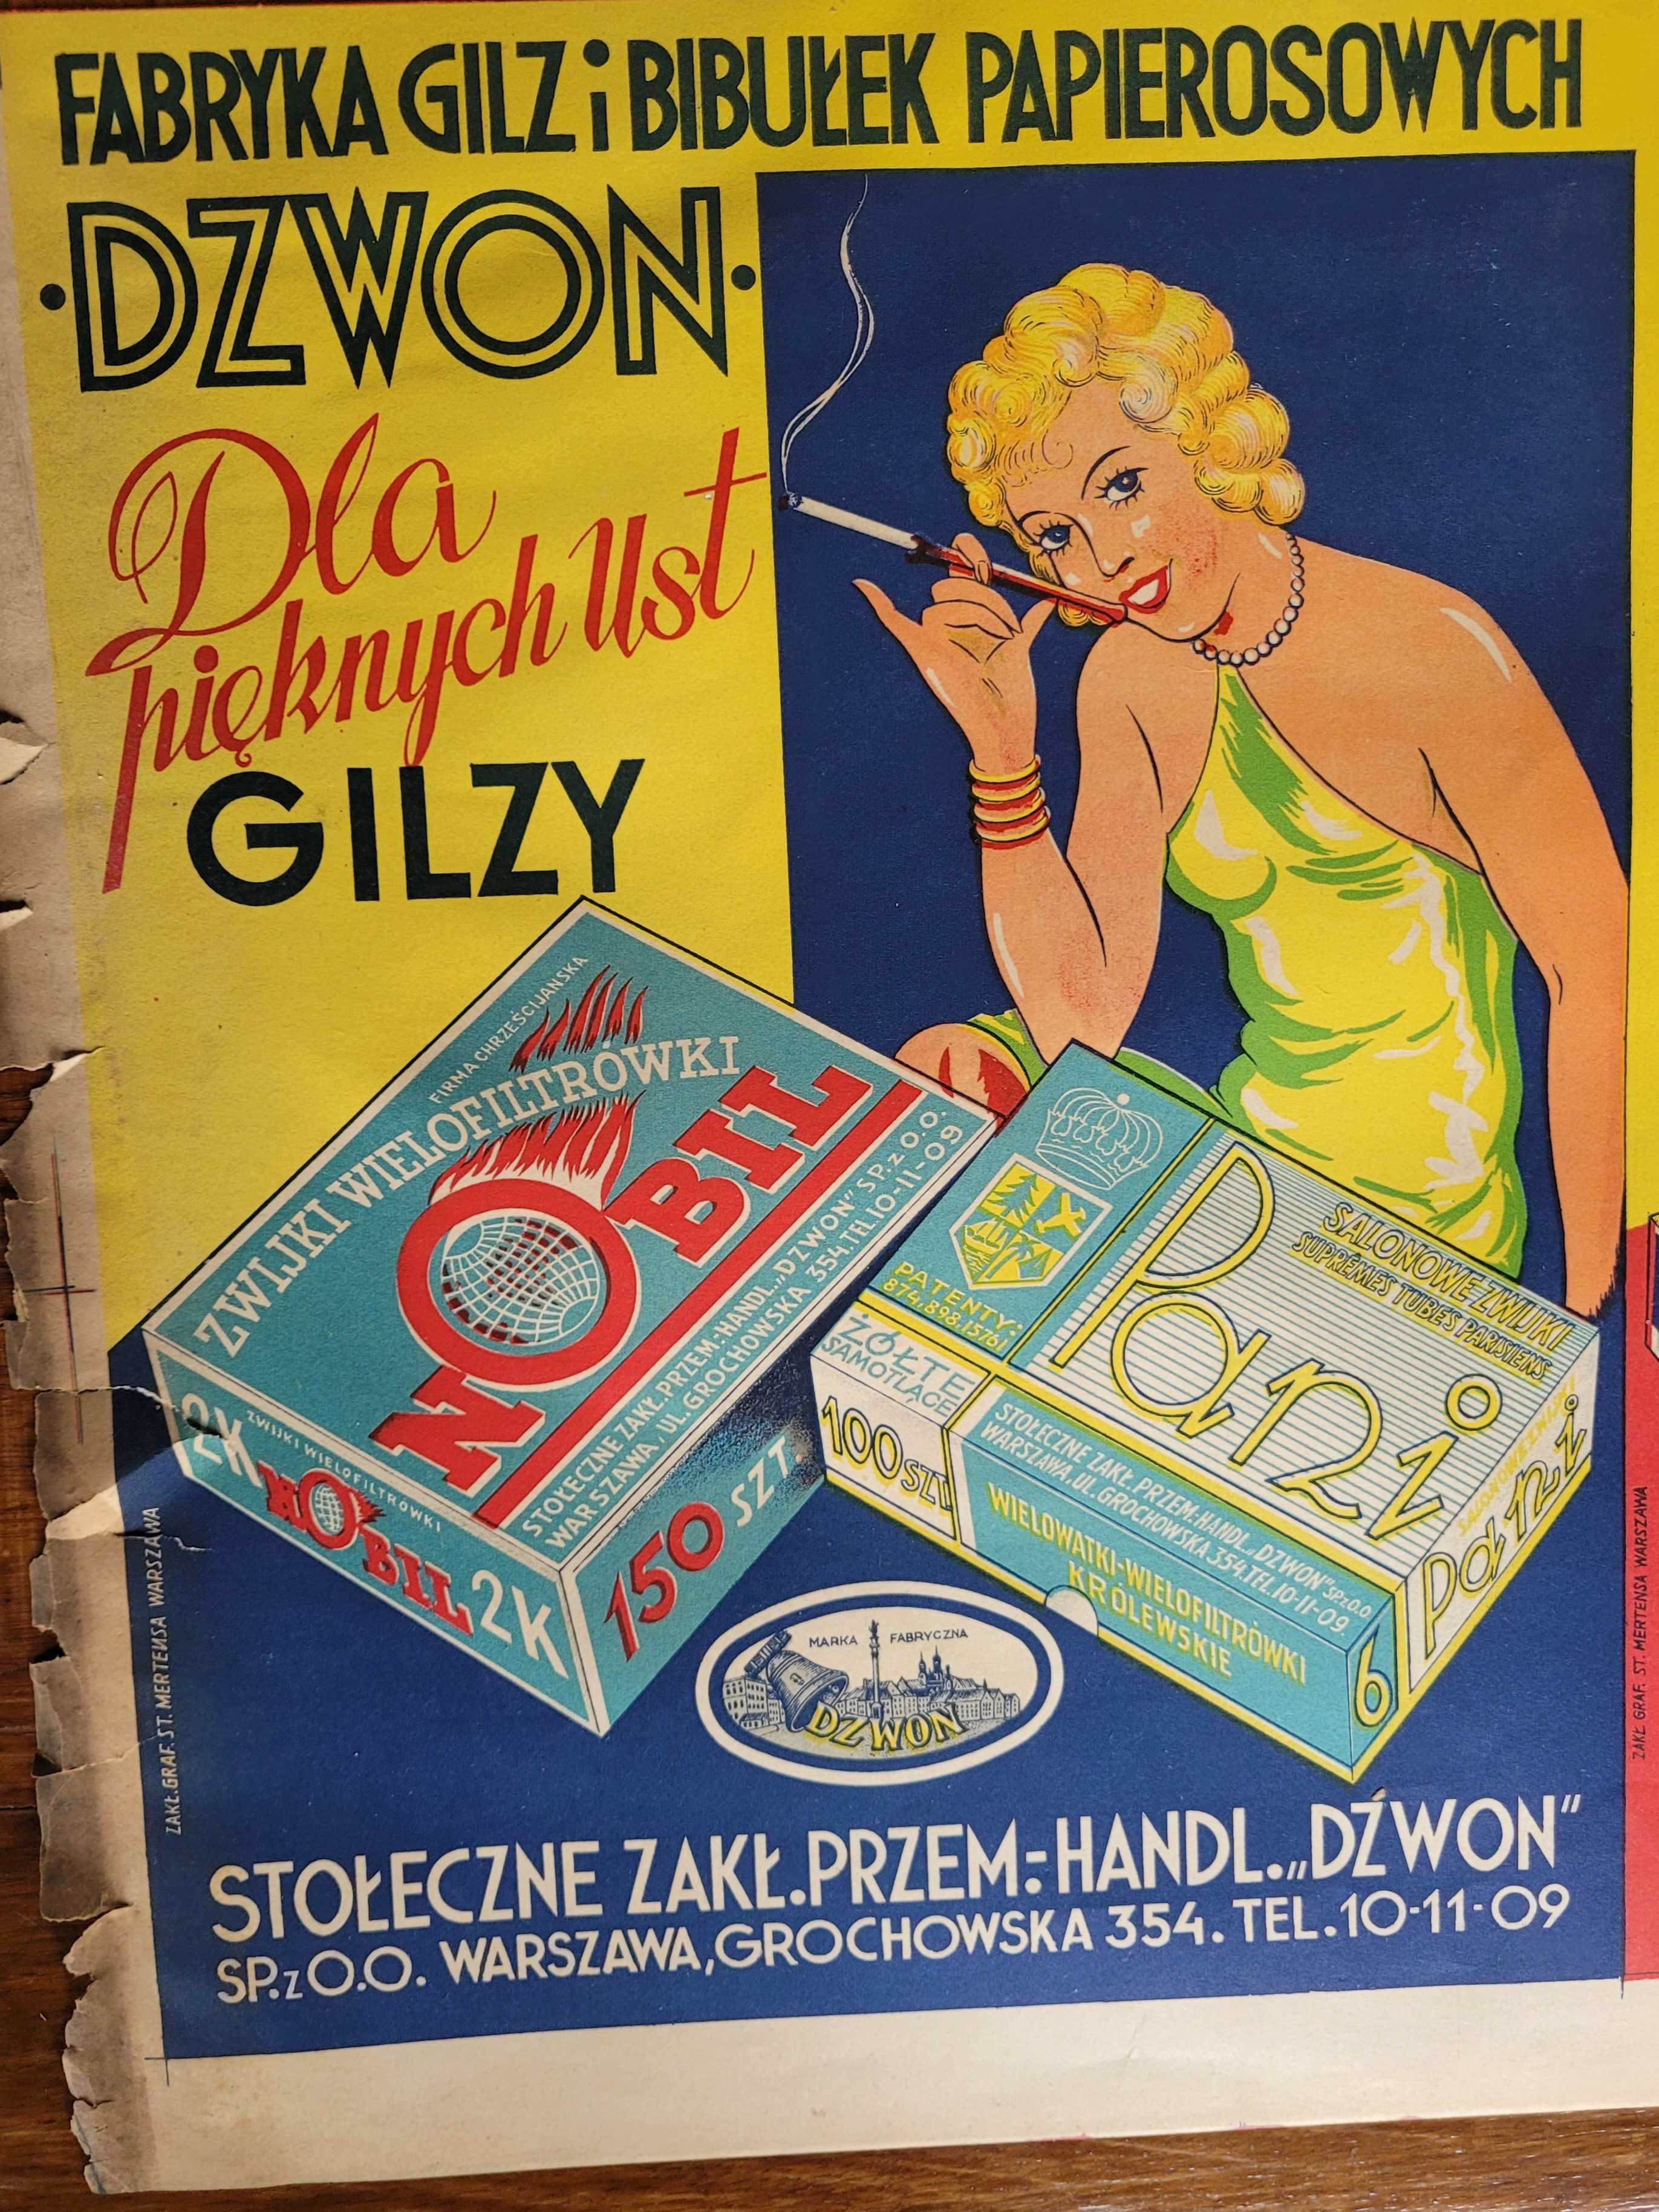 FABRYKA GILZ i BIBUŁEK PAPIEROSOWYCH
·DZWON·
Dla
pięknych Ust
GILZY
FIRMA CHRZEŚCIJAŃSKA
ZWIJKI WIELOFILTRÓWKI
NOBIL
STOŁECZNE ZAKŁ.PRZEM:-HANDL.„DZWON" SP.z O.O.
WARSZAWA, UL. GROCHOWSKA 354.TEL 10-11-09
2K ZWIJKI WIELOFILTRÓWKI 2K
NOBIL
150 SZT.
PATENTY:
874,898.15761
Pani
SALONOWE ZWIJKI
SUPRÊMES TUBES PARISIENS
ŻÓŁTE
SAMOTLĄCE
100 SZT
STOŁECZNE ZAKŁ.PRZEM:-HANDL.„DZWON" SP.z O.O
WARSZAWA.UL.GROCHOWSKA 354.TEL.10-11-09
WIELOWATKI-WIELOFILTRÓWKI
KRÓLEWSKIE
6
SALONOWE ZWIJKI
Pani
MARKA FABRYCZNA
DZWON
STOŁECZNE ZAKŁ.PRZEM:-HANDL.„DZWON"
SP.z O.O. WARSZAWA,GROCHOWSKA 354. TEL.10-11-09
ZAKŁ.GRAF.ST.MERTENSA WARSZAWA
ZAKŁ. GRAF. ST. MERTENSA WARSZAWA